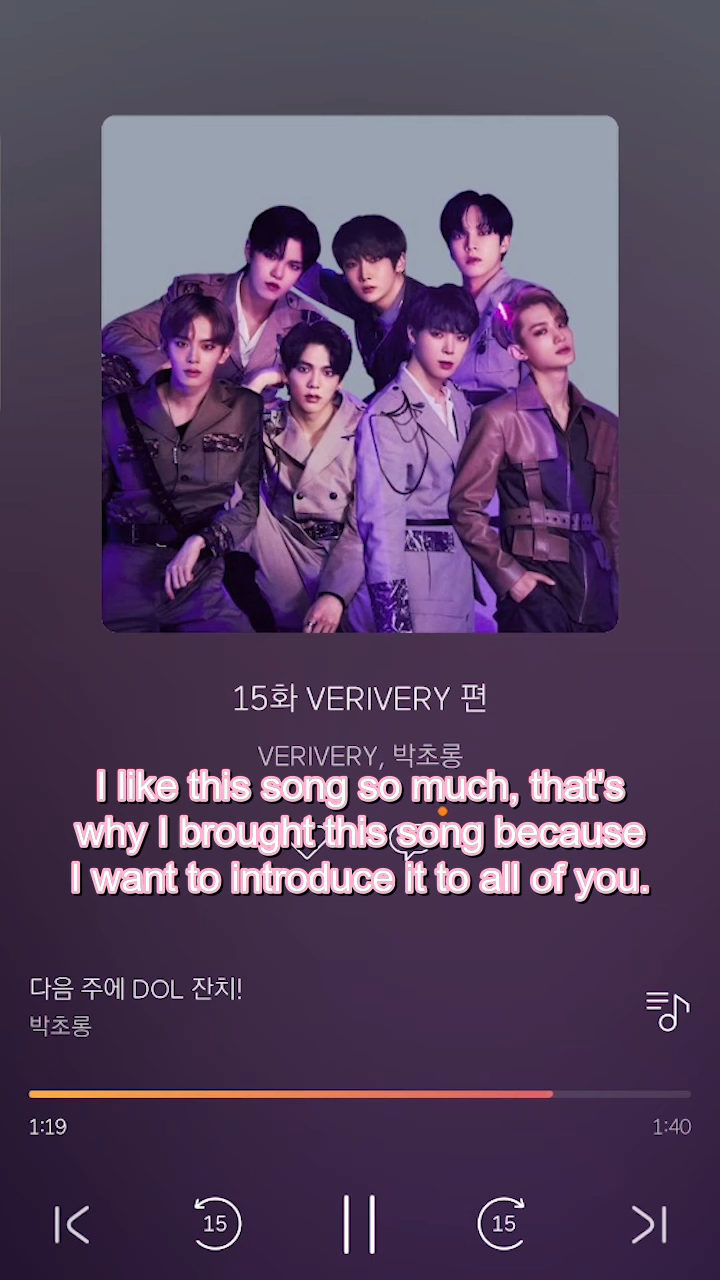 15화 VERIVERY 편
VERIVERY, 박초롱
I like this song so much, that's
why I brought this song because
I want to introduce it to all of you.
다음 주에 DOL 잔치!
박초롱
1:19
1:40
15
15